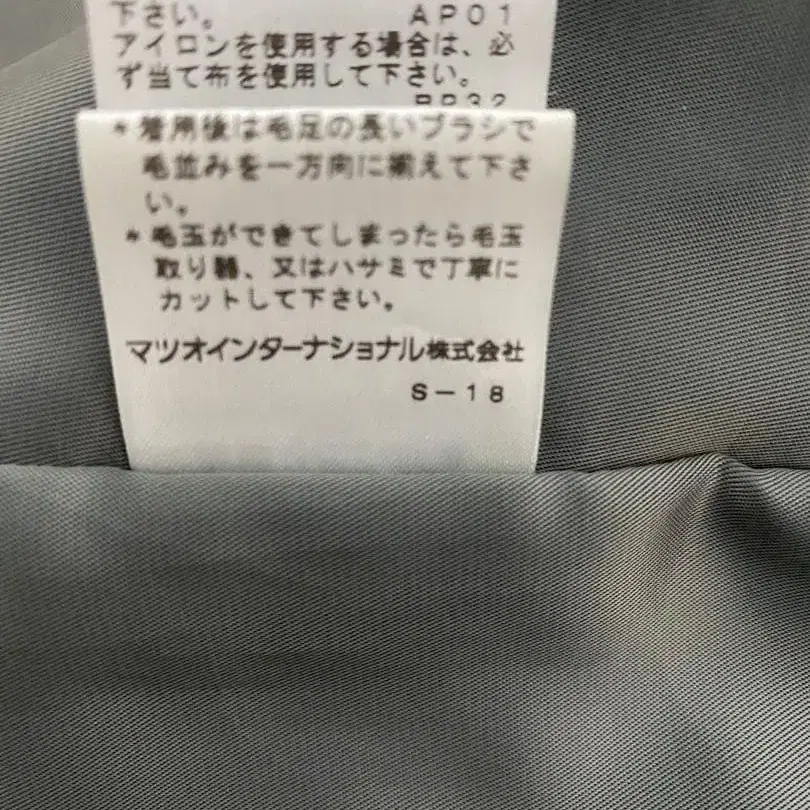 下さい。 AP01
アイロンを使用する場合は、必
ず当て布を使用して下さい。
BP32
*着用後は毛足の長いブラシで
毛並みを一方向に揃えて下さ
い。
*毛玉ができてしまったら毛玉
取り器、又はハサミで丁寧に
カットして下さい。
マツオインターナショナル株式会社
S-18